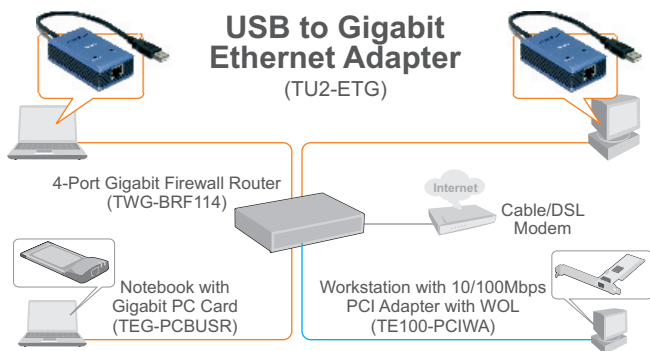 USB to Gigabit
Ethernet Adapter
(TU2-ETG)
4-Port Gigabit Firewall Router
(TWG-BRF114)
Internet
Cable/DSL
Modem
Notebook with
Gigabit PC Card
(TEG-PCBUSR)
Workstation with 10/100Mbps
PCI Adapter with WOL
(TE100-PCIWA)